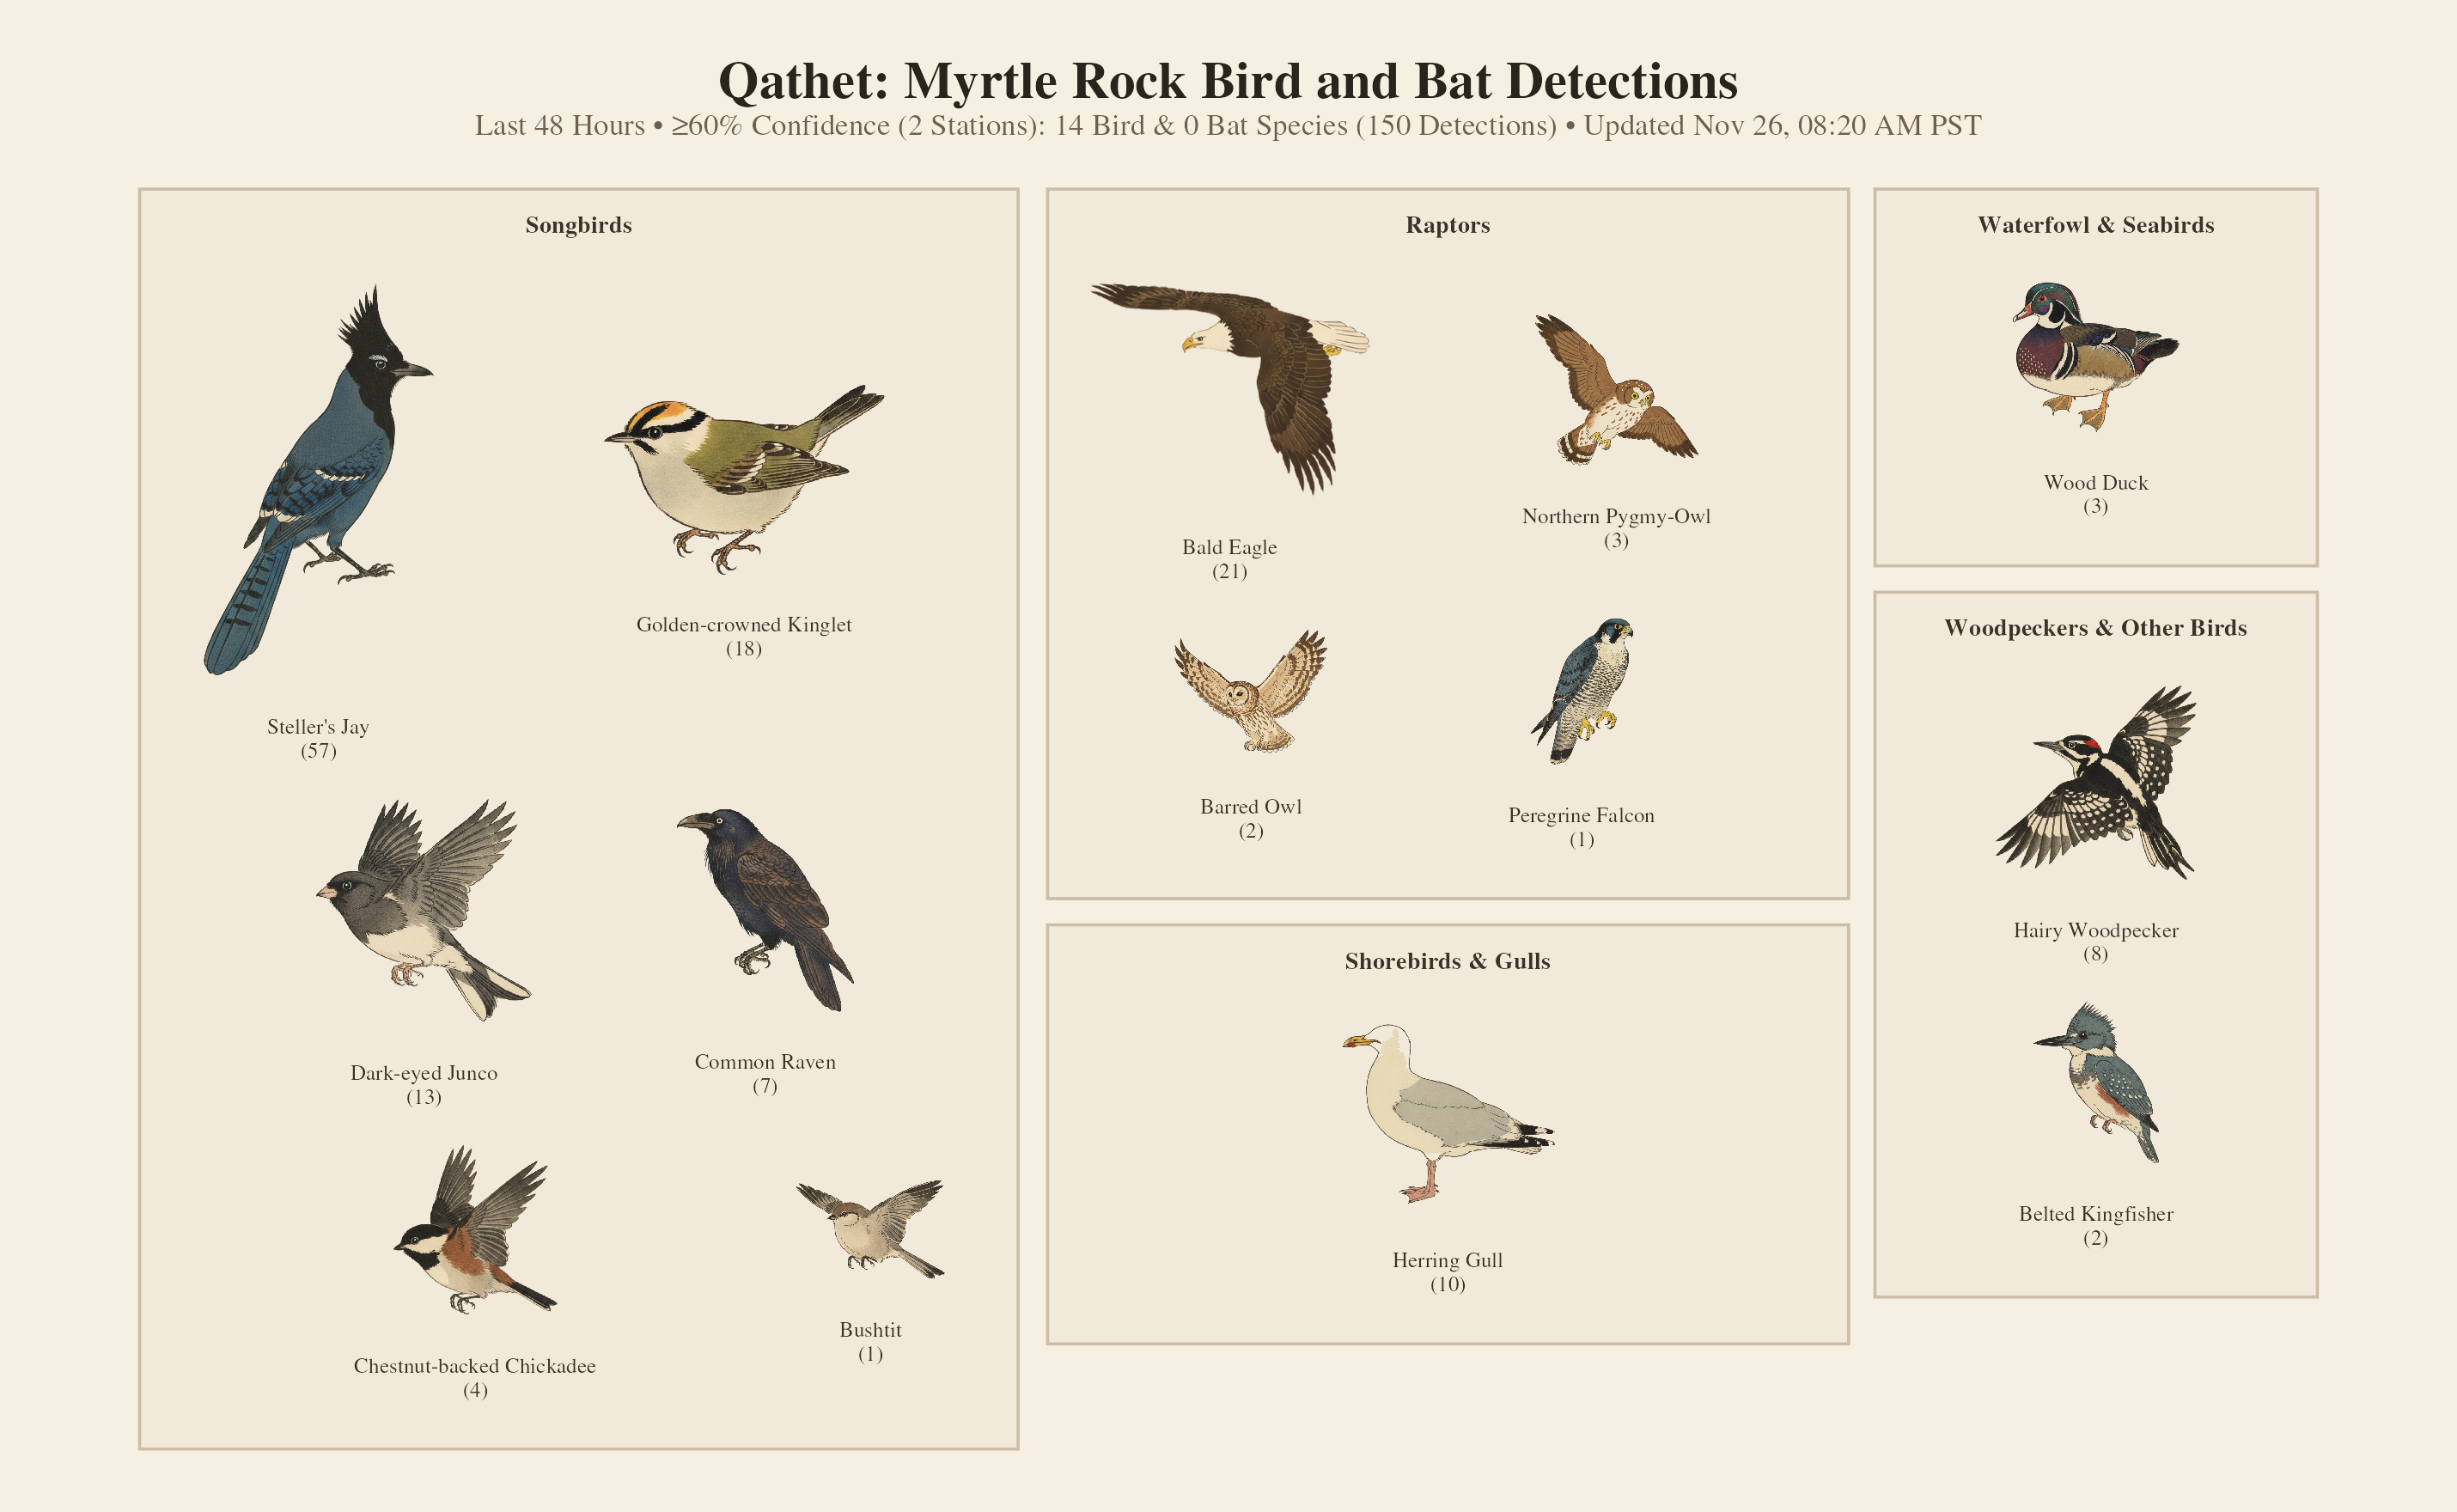 Qathet: Myrtle Rock Bird and Bat Detections
Last 48 Hours • ≥60% Confidence (2 Stations): 14 Bird & 0 Bat Species (150 Detections) • Updated Nov 26, 08:20 AM PST
Songbirds
Steller's Jay
(57)
Golden-crowned Kinglet
(18)
Dark-eyed Junco
(13)
Common Raven
(7)
Chestnut-backed Chickadee
(4)
Bushtit
(1)
Raptors
Bald Eagle
(21)
Northern Pygmy-Owl
(3)
Barred Owl
(2)
Peregrine Falcon
(1)
Shorebirds & Gulls
Herring Gull
(10)
Waterfowl & Seabirds
Wood Duck
(3)
Woodpeckers & Other Birds
Hairy Woodpecker
(8)
Belted Kingfisher
(2)